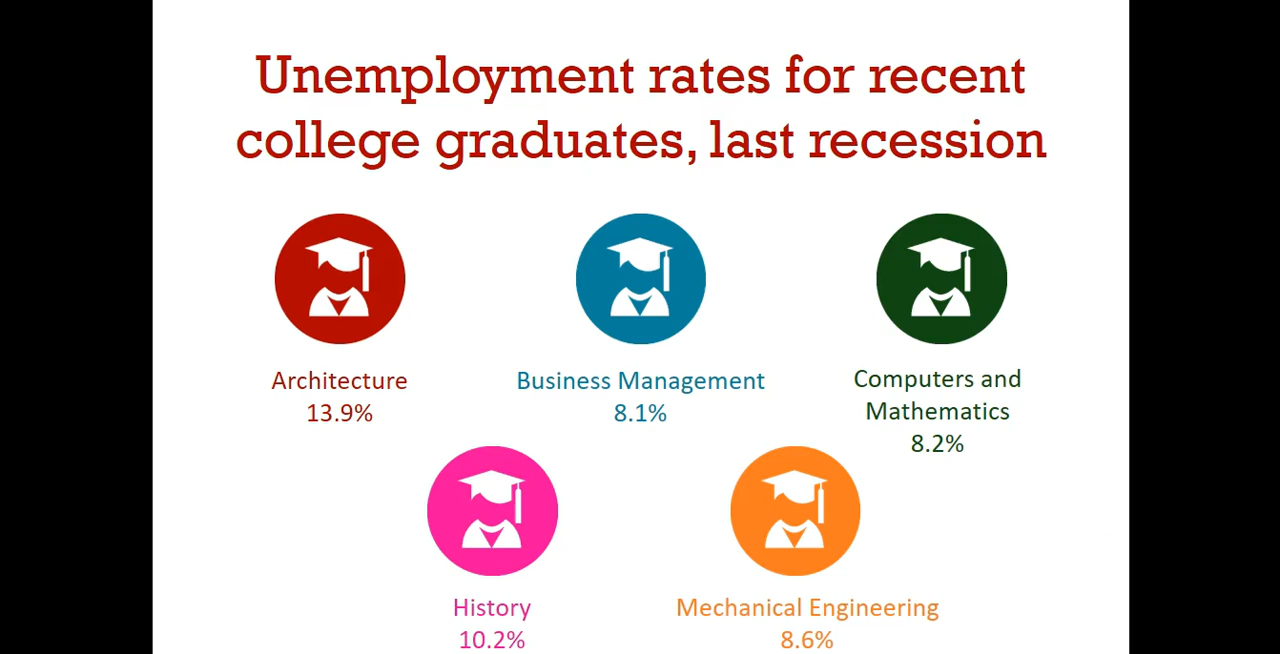 Unemployment rates for recent
college graduates, last recession
Architecture
13.9%
Business Management
8.1%
Computers and
Mathematics
8.2%
History
10.2%
Mechanical Engineering
8.6%